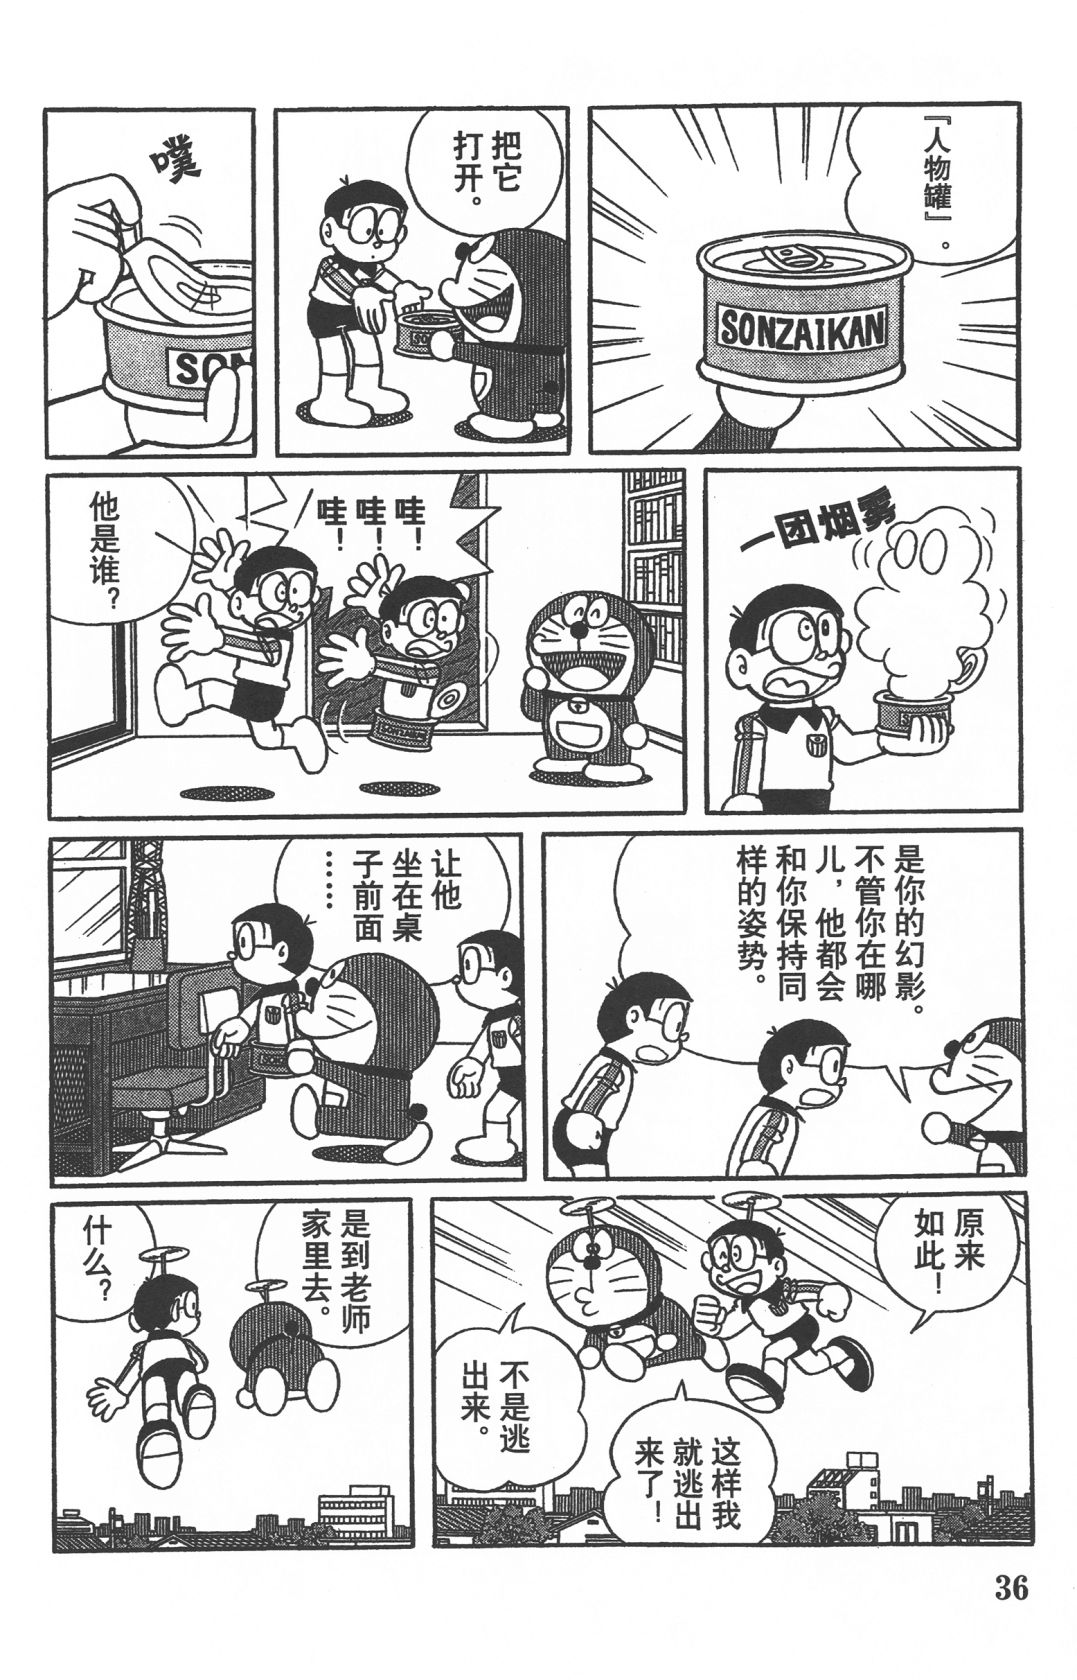 『人物罐』。
SONZAIKAN
把它
打开。
噗
SON
一团烟雾
哇！
哇！
哇！
SONZAIKAN
他是谁？
是你的幻影。
不管你在哪
儿，他都会
和你保持同
样的姿势。
让他
坐在桌
子前面
……
原来
如此！
这样我
就逃出
来了！
不是逃
出来。
是到老师
家里去。
什么？
36